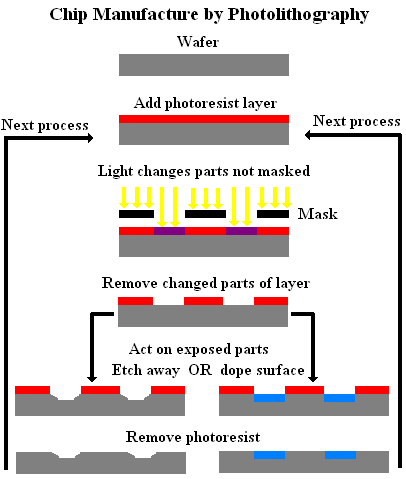 Chip Manufacture by Photolithography
Wafer
Add photoresist layer
Next process
Next process
Light changes parts not masked
Mask
Remove changed parts of layer
Act on exposed parts
Etch away OR dope surface
Remove photoresist